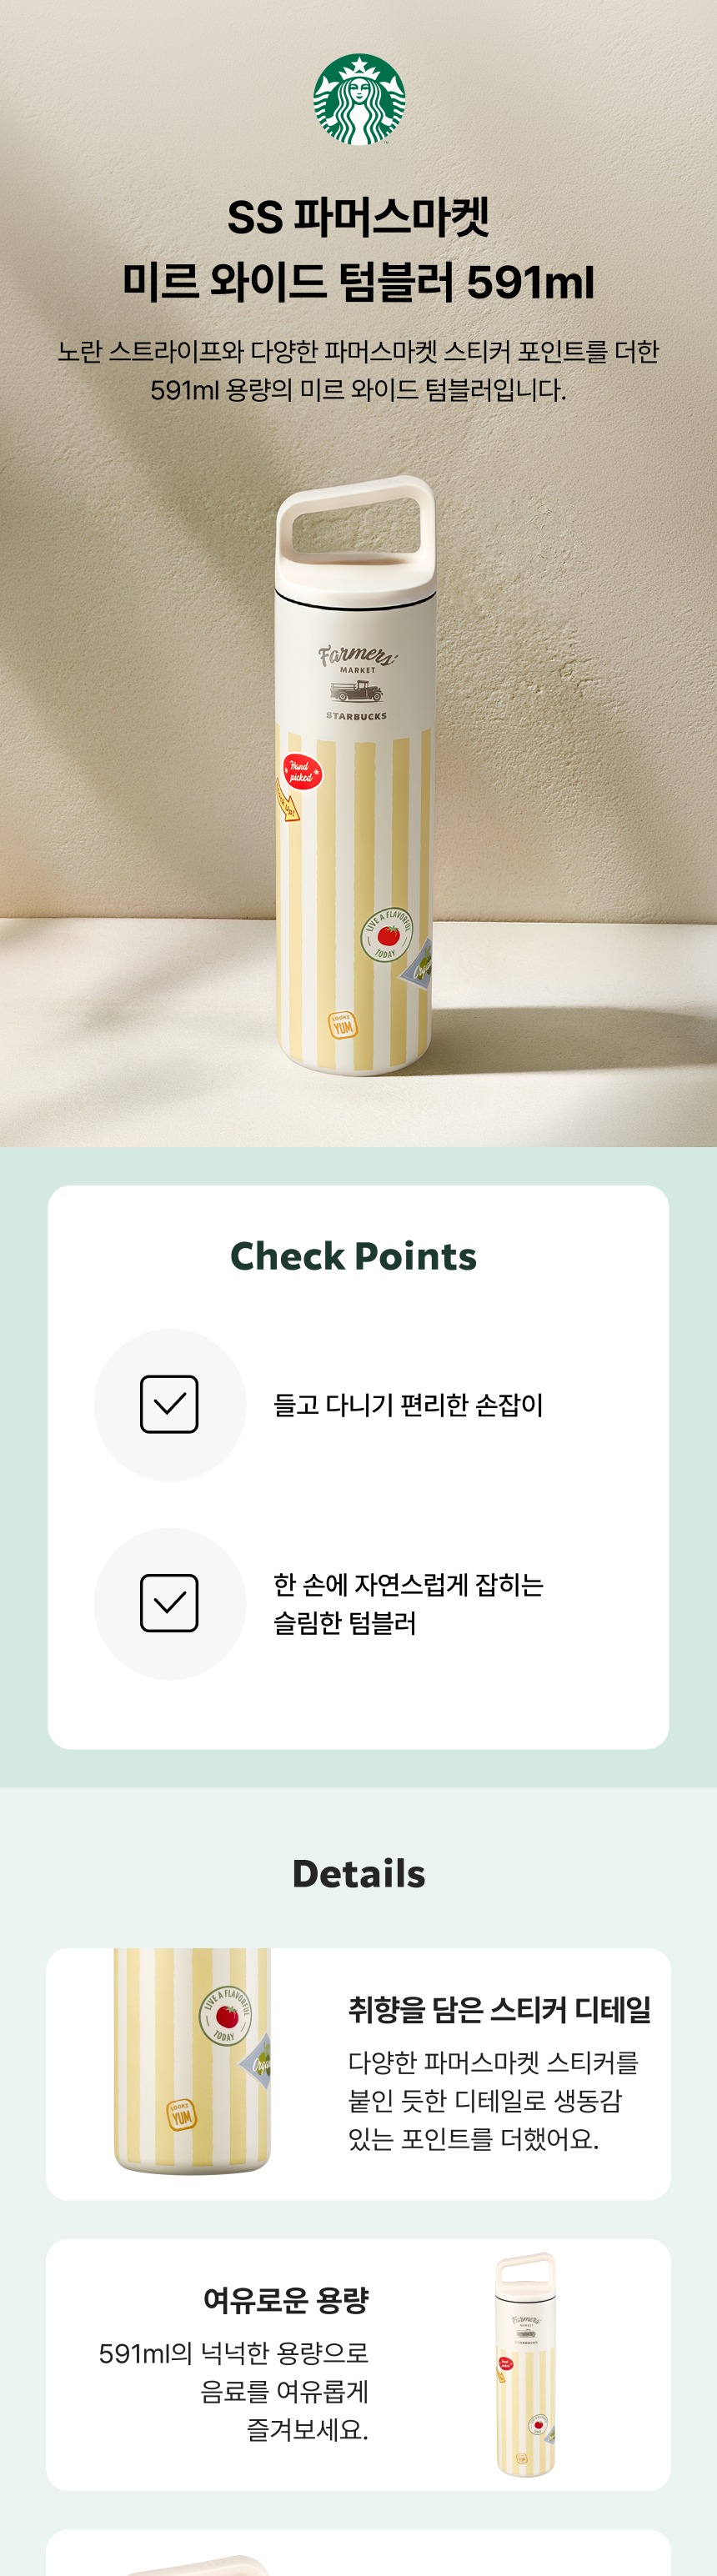 SS 파머스마켓
미르 와이드 텀블러 591ml
노란 스트라이프와 다양한 파머스마켓 스티커 포인트를 더한
591ml 용량의 미르 와이드 텀블러입니다.
Farmers'
MARKET
STARBUCKS
Hand
picked
LIVE A FLAVORFUL
TODAY
LOOKS
YUM
Check Points
들고 다니기 편리한 손잡이
한 손에 자연스럽게 잡히는
슬림한 텀블러
Details
LIVE A FLAVORFUL
TODAY
LOOKS
YUM
취향을 담은 스티커 디테일
다양한 파머스마켓 스티커를
붙인 듯한 디테일로 생동감
있는 포인트를 더했어요.
여유로운 용량
591ml의 넉넉한 용량으로
음료를 여유롭게
즐겨보세요.
Farmers'
MARKET
STARBUCKS